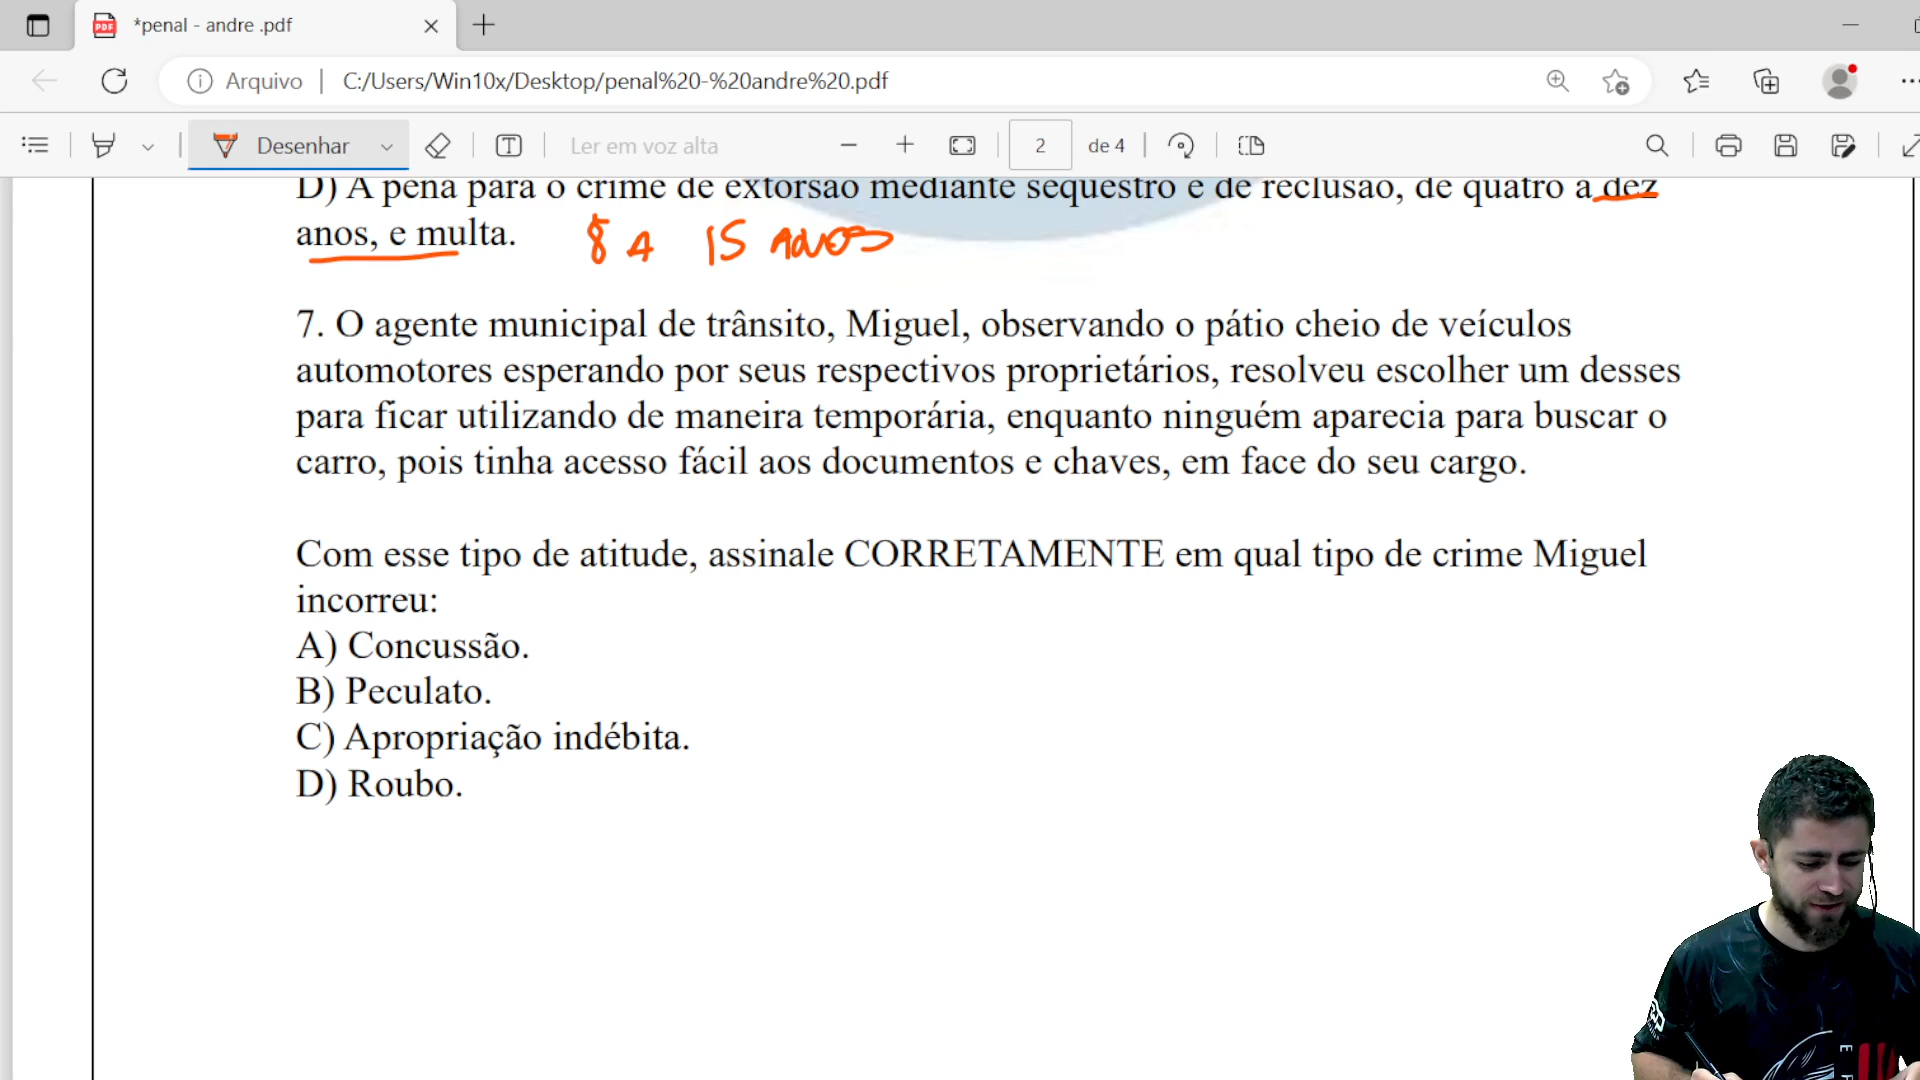 *penal - andre .pdf
Arquivo | C:/Users/Win10x/Desktop/penal%20-%20andre%20.pdf
Desenhar
Ler em voz alta
2 de 4
D) A pena para o crime de extorsão mediante sequestro é de reclusão, de quatro a dez
anos, e multa. 8 A 15 ANOS
7. O agente municipal de trânsito, Miguel, observando o pátio cheio de veículos
automotores esperando por seus respectivos proprietários, resolveu escolher um desses
para ficar utilizando de maneira temporária, enquanto ninguém aparecia para buscar o
carro, pois tinha acesso fácil aos documentos e chaves, em face do seu cargo.
Com esse tipo de atitude, assinale CORRETAMENTE em qual tipo de crime Miguel
incorreu:
A) Concussão.
B) Peculato.
C) Apropriação indébita.
D) Roubo.